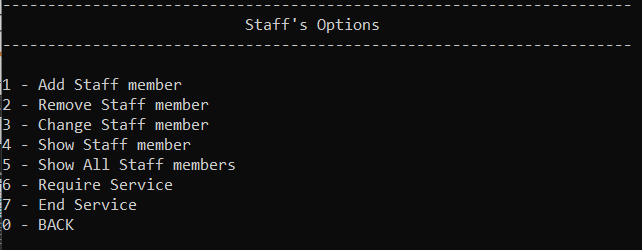 Staff's Options
1 - Add Staff member
2 - Remove Staff member
3 - Change Staff member
4 - Show Staff member
5 - Show All Staff members
6 - Require Service
7 - End Service
0 - BACK